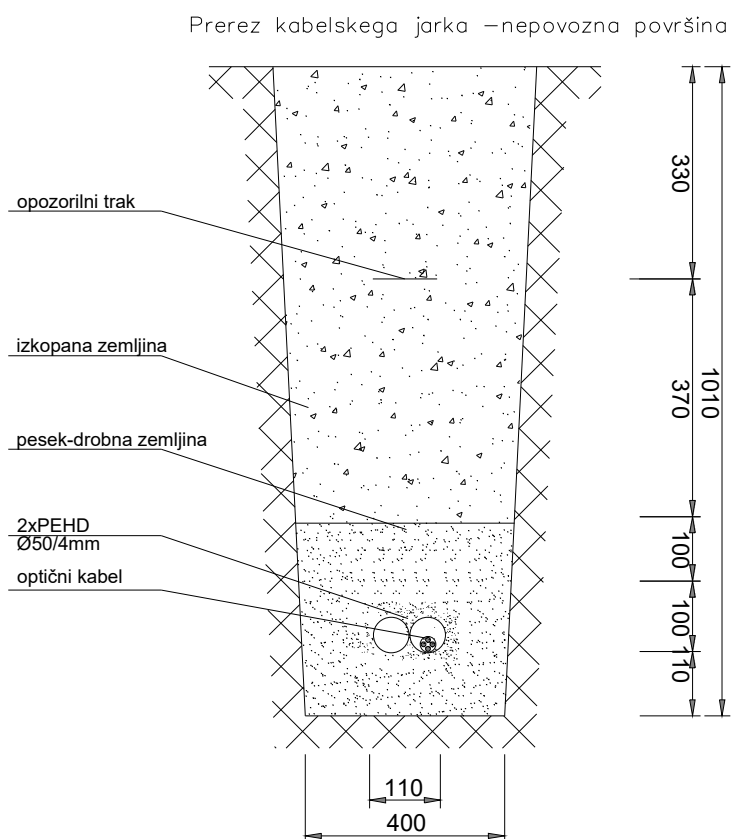 Prerez kabelskega jarka –nepovozna površina
opozorilni trak
izkopana zemljina
pesek-drobna zemljina
2xPEHD
Ø50/4mm
optični kabel
330
370
1010
100
100
110
110
400